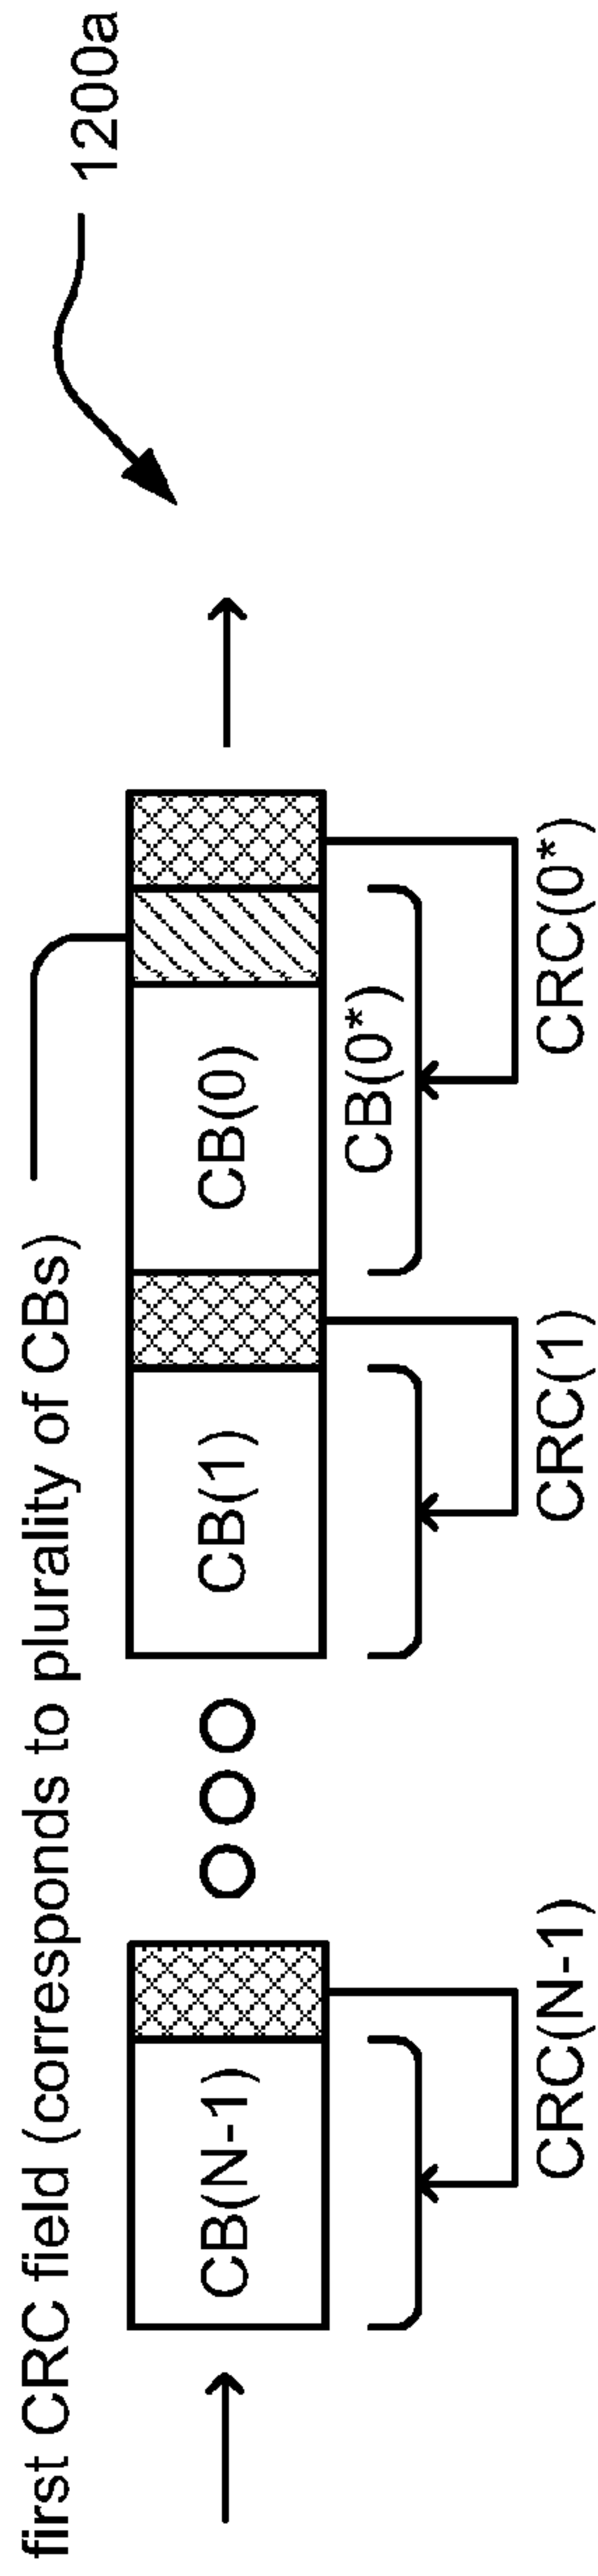 1200a
first CRC field (corresponds to plurality of CBs)
CB(N-1)
CB(1)
CB(0)
CB(0*)
CRC(N-1)
CRC(1)
CRC(0*)